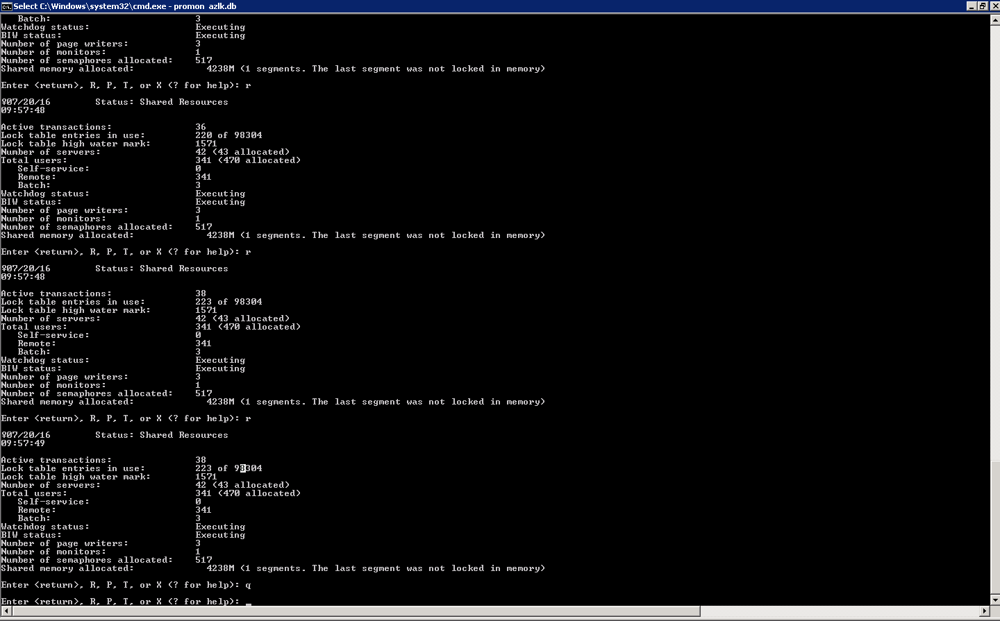 Select C:\Windows\system32\cmd.exe - promon  azlk.db
   Batch:                          3
Watchdog status:                   Executing
BIW status:                        Executing
Number of page writers:            3
Number of monitors:                1
Number of semaphores allocated:    517
Shared memory allocated:             4238M (1 segments. The last segment was not locked in memory)
Enter <return>, R, P, T, or X (? for help): r
♀07/20/16        Status: Shared Resources
09:57:48
Active transactions:               36
Lock table entries in use:         220 of 98304
Lock table high water mark:        1571
Number of servers:                 42 (43 allocated)
Total users:                       341 (470 allocated)
   Self-service:                   0
   Remote:                         341
   Batch:                          3
Watchdog status:                   Executing
BIW status:                        Executing
Number of page writers:            3
Number of monitors:                1
Number of semaphores allocated:    517
Shared memory allocated:             4238M (1 segments. The last segment was not locked in memory)
Enter <return>, R, P, T, or X (? for help): r
♀07/20/16        Status: Shared Resources
09:57:48
Active transactions:               38
Lock table entries in use:         223 of 98304
Lock table high water mark:        1571
Number of servers:                 42 (43 allocated)
Total users:                       341 (470 allocated)
   Self-service:                   0
   Remote:                         341
   Batch:                          3
Watchdog status:                   Executing
BIW status:                        Executing
Number of page writers:            3
Number of monitors:                1
Number of semaphores allocated:    517
Shared memory allocated:             4238M (1 segments. The last segment was not locked in memory)
Enter <return>, R, P, T, or X (? for help): r
♀07/20/16        Status: Shared Resources
09:57:49
Active transactions:               38
Lock table entries in use:         223 of 98304
Lock table high water mark:        1571
Number of servers:                 42 (43 allocated)
Total users:                       341 (470 allocated)
   Self-service:                   0
   Remote:                         341
   Batch:                          3
Watchdog status:                   Executing
BIW status:                        Executing
Number of page writers:            3
Number of monitors:                1
Number of semaphores allocated:    517
Shared memory allocated:             4238M (1 segments. The last segment was not locked in memory)
Enter <return>, R, P, T, or X (? for help): q
Enter <return>, R, P, T, or X (? for help): _